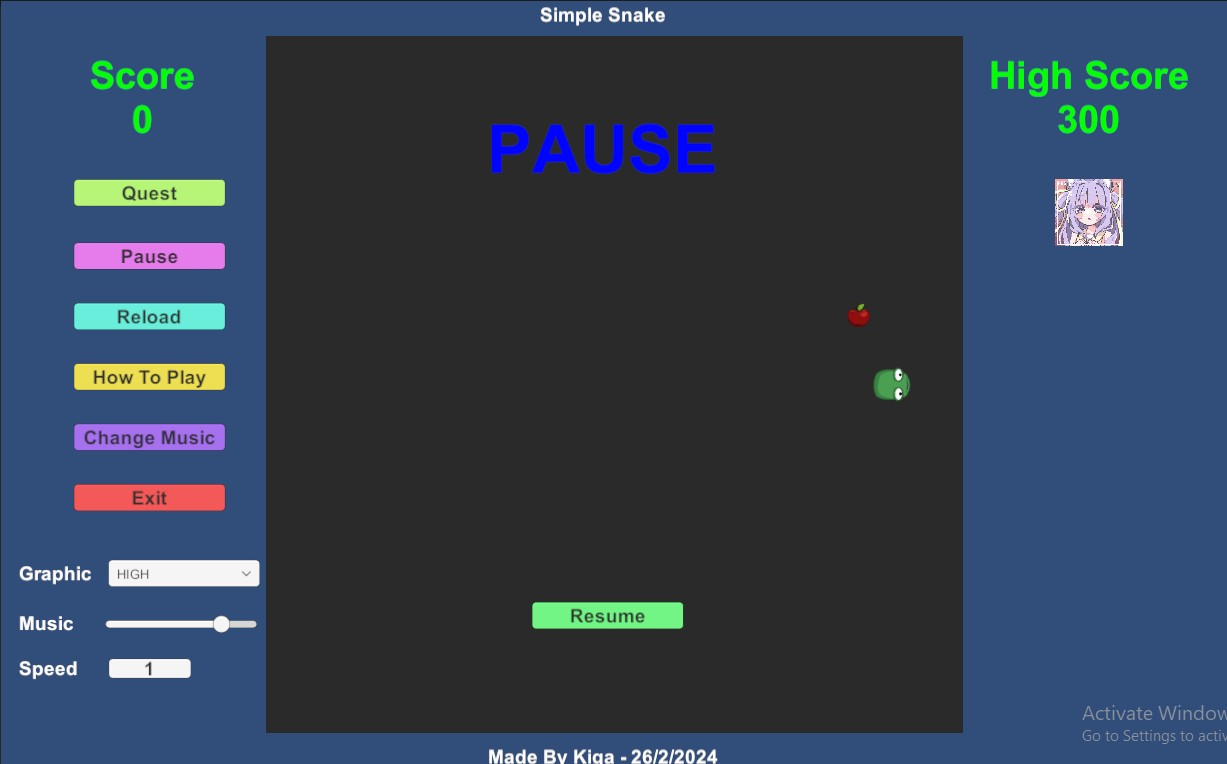 Simple Snake
Score
0
High Score
300
PAUSE
Quest
Pause
Reload
How To Play
Change Music
Exit
Graphic HIGH
Music
Speed 1
Resume
Activate Window
Go to Settings to activ
Made By Kiga - 26/2/2024